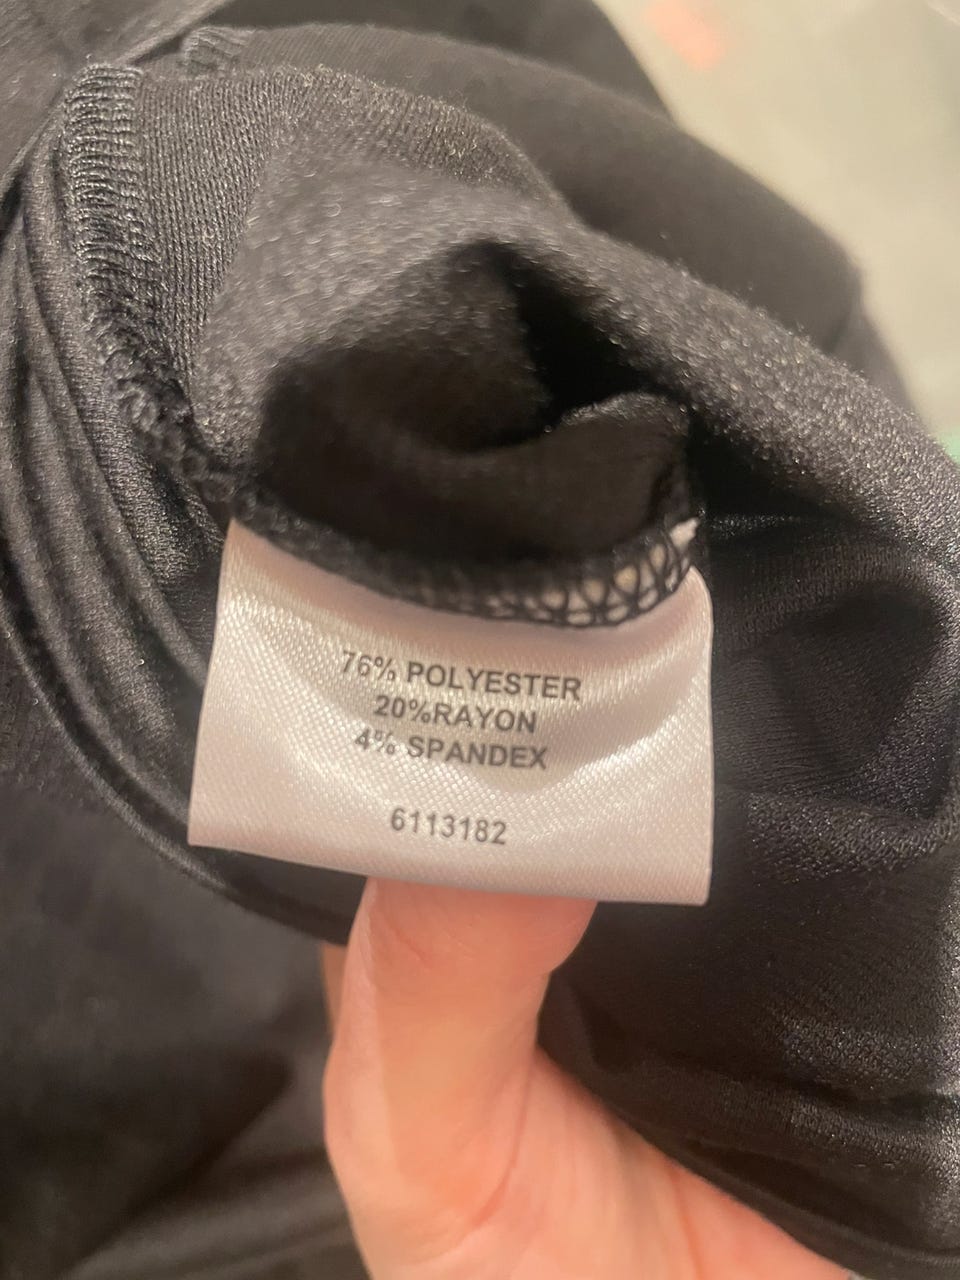 76% POLYESTER
20%RAYON
4% SPANDEX
6113182